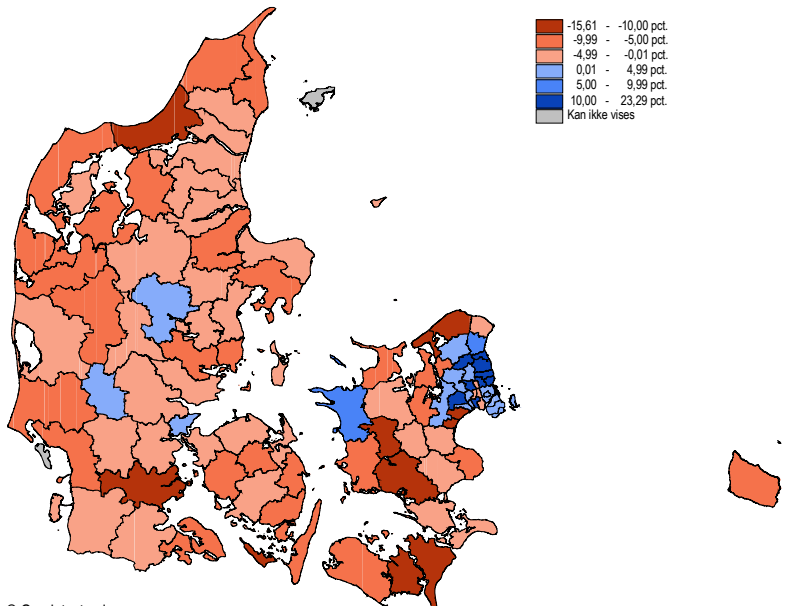 -15,61 - -10,00 pct.
-9,99 - -5,00 pct.
-4,99 - -0,01 pct.
0,01 - 4,99 pct.
5,00 - 9,99 pct.
10,00 - 23,29 pct.
Kan ikke vises